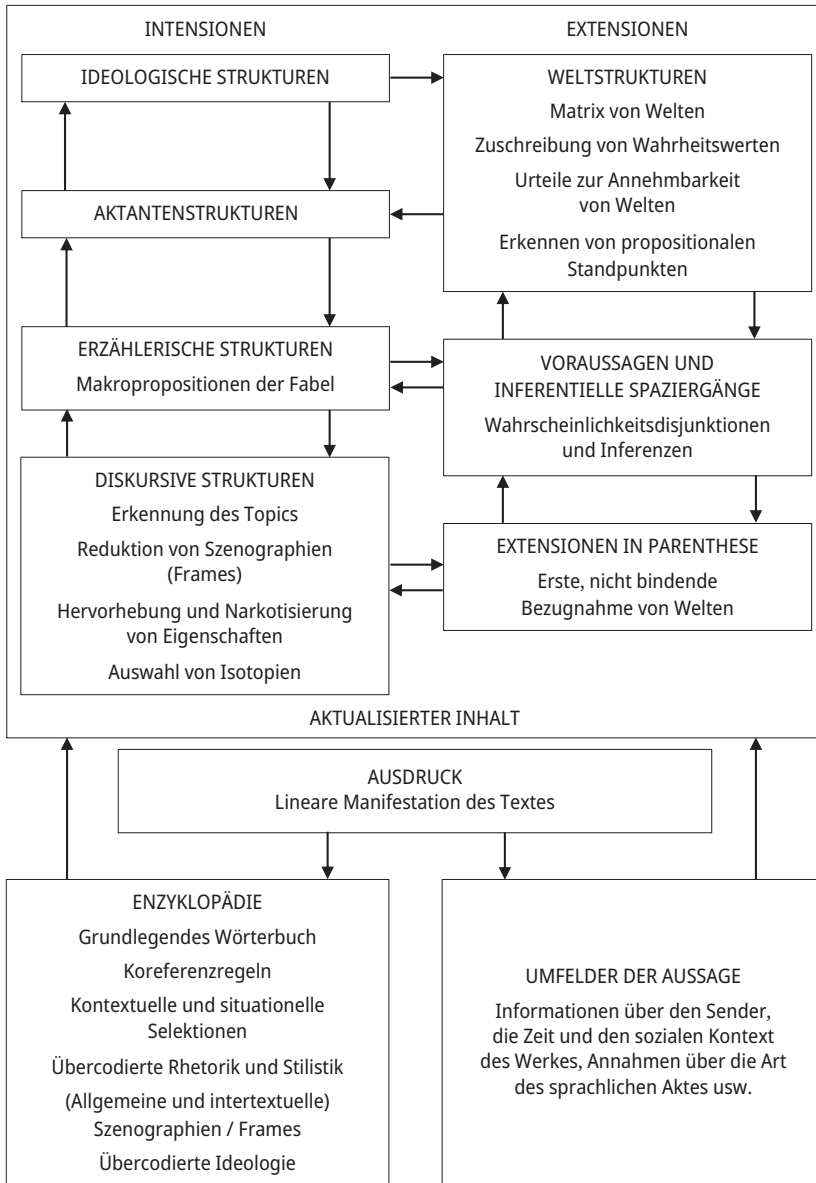 INTENSIONEN
IDEOLOGISCHE STRUKTUREN
AKTANTENSTRUKTUREN
ERZÄHLERISCHE STRUKTUREN
Makropropositionen der Fabel
DISKURSIVE STRUKTUREN
Erkennung des Topics
Reduktion von Szenographien
(Frames)
Hervorhebung und Narkotisierung
von Eigenschaften
Auswahl von Isotopien
EXTENSIONEN
WELTSTRUKTUREN
Matrix von Welten
Zuschreibung von Wahrheitswerten
Urteile zur Annehmbarkeit
von Welten
Erkennen von propositionalen
Standpunkten
VORAUSSAGEN UND
INFERENTIELLE SPAZIERGÄNGE
Wahrscheinlichkeitsdisjunktionen
und Inferenzen
EXTENSIONEN IN PARENTHESE
Erste, nicht bindende
Bezugnahme von Welten
AKTUALISIERTER INHALT
AUSDRUCK
Lineare Manifestation des Textes
ENZYKLOPÄDIE
Grundlegendes Wörterbuch
Koreferenzregeln
Kontextuelle und situationelle
Selektionen
Übercodierte Rhetorik und Stilistik
(Allgemeine und intertextuelle)
Szenographien / Frames
Übercodierte Ideologie
UMFELDER DER AUSSAGE
Informationen über den Sender,
die Zeit und den sozialen Kontext
des Werkes, Annahmen über die Art
des sprachlichen Aktes usw.